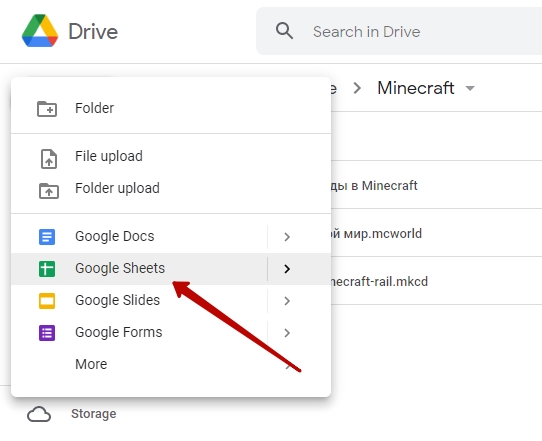 Drive
Search in Drive
Minecraft
Folder
File upload
Folder upload
ды в Minecraft
Google Docs
ой мир.mcworld
Google Sheets
necraft-rail.mkcd
Google Slides
Google Forms
More
Storage